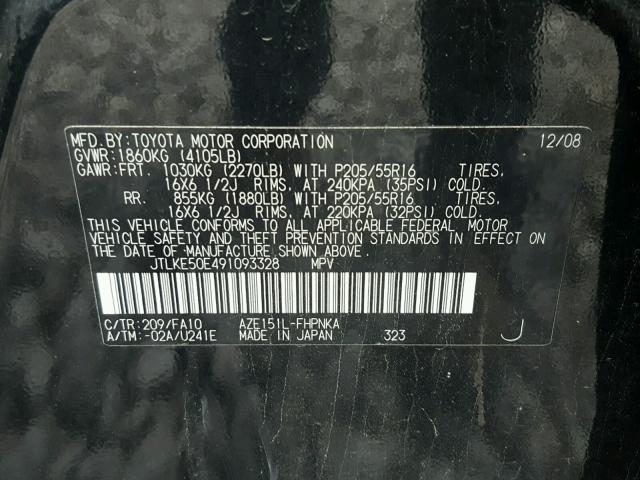 MFD.BY:TOYOTA MOTOR CORPORATION 12/08
GVWR:1860KG (4105LB)
GAWR:FRT. 1030KG (2270LB) WITH P205/55R16 TIRES,
16X6 1/2J RIMS, AT 240KPA (35PSI) COLD.
RR. 855KG (1880LB) WITH P205/55R16 TIRES,
16X6 1/2J RIMS, AT 220KPA (32PSI) COLD.
THIS VEHICLE CONFORMS TO ALL APPLICABLE FEDERAL MOTOR
VEHICLE SAFETY AND THEFT PREVENTION STANDARDS IN EFFECT ON
THE DATE OF MANUFACTURE SHOWN ABOVE.
JTLKE50E491093328 MPV
C/TR:209/FA10 AZE151L-FHPNKA
A/TM:-02A/U241E MADE IN JAPAN 323 J